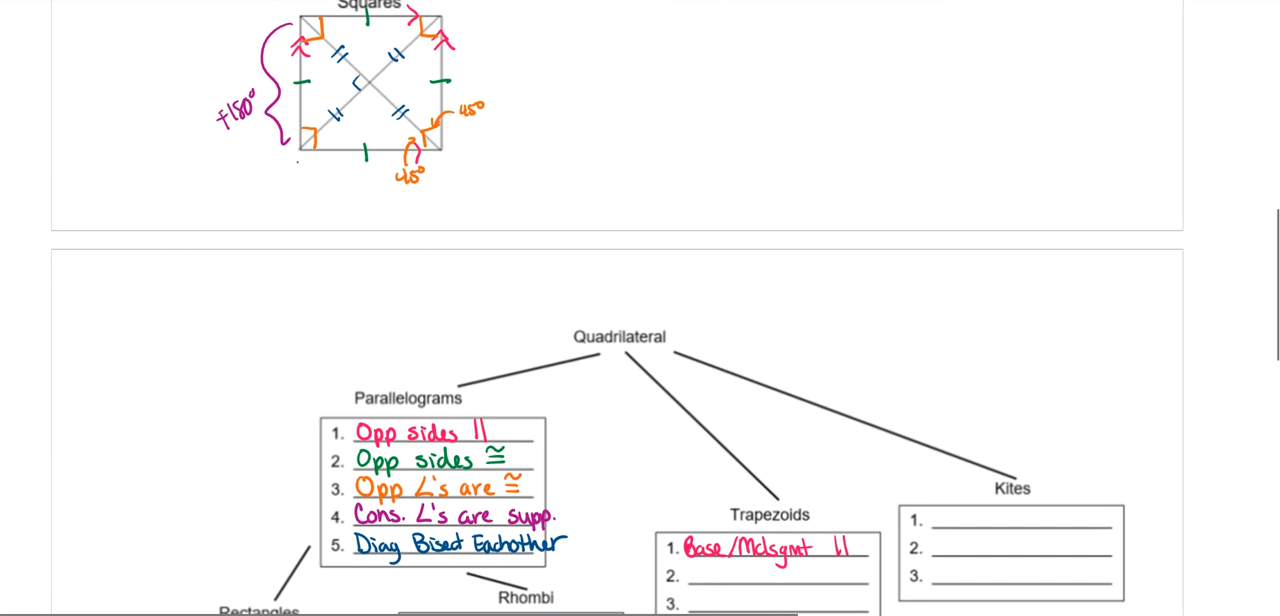 Squares
+180°
45°
45°
Quadrilateral
Parallelograms
1. Opp sides ||
2. Opp sides ≅
3. Opp ∠'s are ≅
4. Cons. ∠'s are supp.
5. Diag Bisect Eachother
Kites
1.
2.
3.
Trapezoids
1. Base/Mdsgmt ||
2.
3.
Rhombi
Rectangles